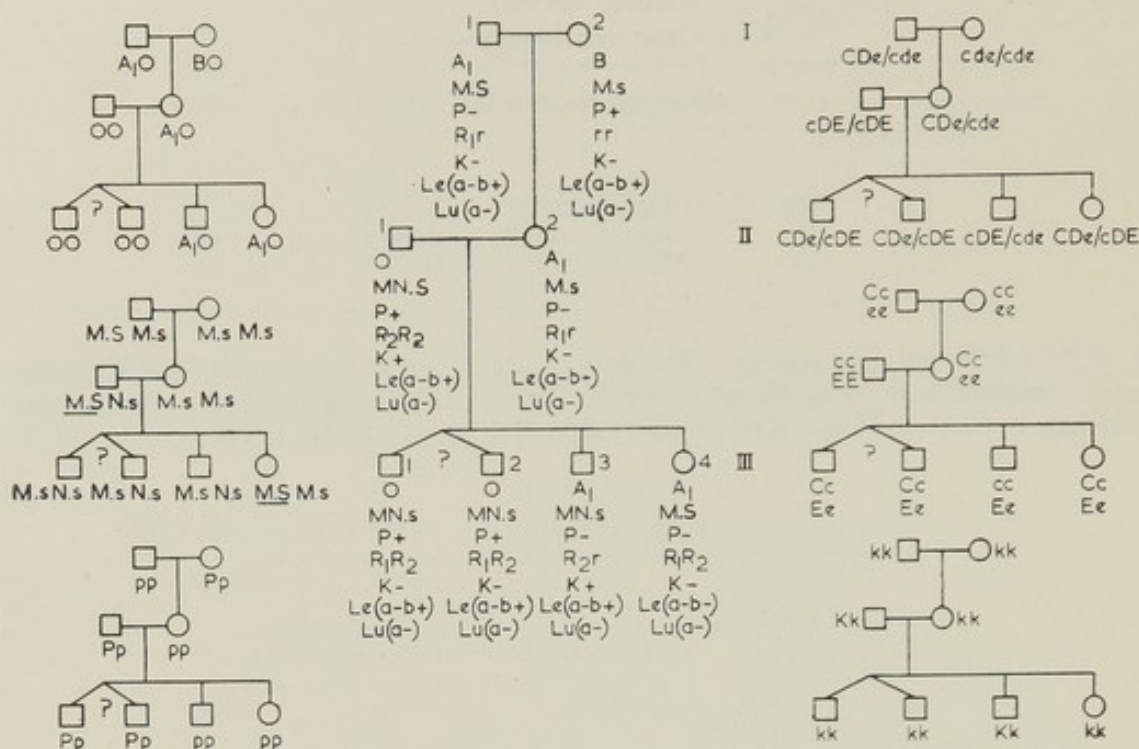 I
A₁O BO
OO A₁O
?
OO OO A₁O A₁O
M.S M.s M.s M.s
M.S N.s M.s M.s
?
M.s N.s M.s N.s M.s N.s M.S M.s
pp Pp
Pp pp
?
Pp Pp pp pp
1 2
A₁ B
M.S M.s
P- P+
R₁r rr
K- K-
Le(a-b+) Le(a-b+)
Lu(a-) Lu(a-)
II
1 2
O A₁
MN.S M.s
P+ P-
R₂R₂ R₁r
K+ K-
Le(a-b+)
Lu(a-) Lu(a-)
III
1 ? 2 3 4
O O A₁ A₁
MN.s MN.s MN.s M.S
P+ P+ P- P-
R₁R₂ R₁R₂ R₂r R₁R₂
K- K- K+ K-
Le(a-b+) Le(a-b+) Le(a-b+) Le(a-b-)
Lu(a-) Lu(a-) Lu(a-) Lu(a-)
CDe/cde cde/cde
cDE/cDE CDe/cde
?
CDe/cDE CDe/cDE cDE/cde CDe/cDE
Cc cc
ee ee
cc Cc
EE ee
?
Cc Cc cc Cc
Ee Ee Ee Ee
kk kk
Kk kk
kk kk Kk kk